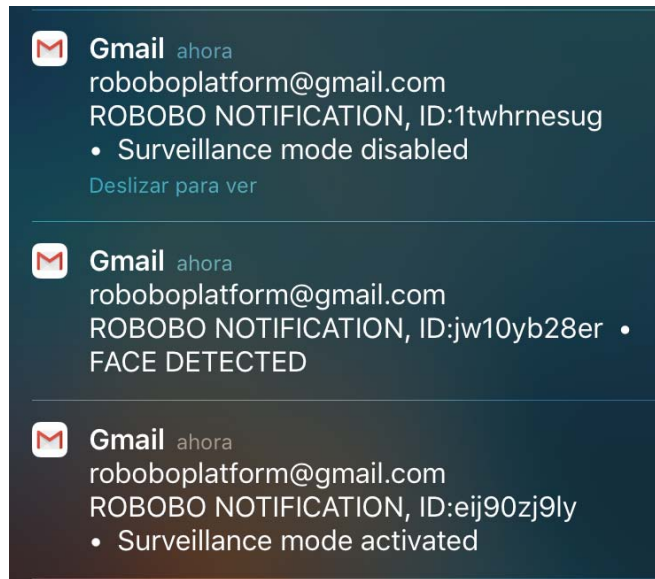 Gmail ahora
roboboplatform@gmail.com
ROBOBO NOTIFICATION, ID:1twhrnesug
• Surveillance mode disabled
Deslizar para ver
Gmail ahora
roboboplatform@gmail.com
ROBOBO NOTIFICATION, ID:jw10yb28er •
FACE DETECTED
Gmail ahora
roboboplatform@gmail.com
ROBOBO NOTIFICATION, ID:eij90zj9ly
• Surveillance mode activated